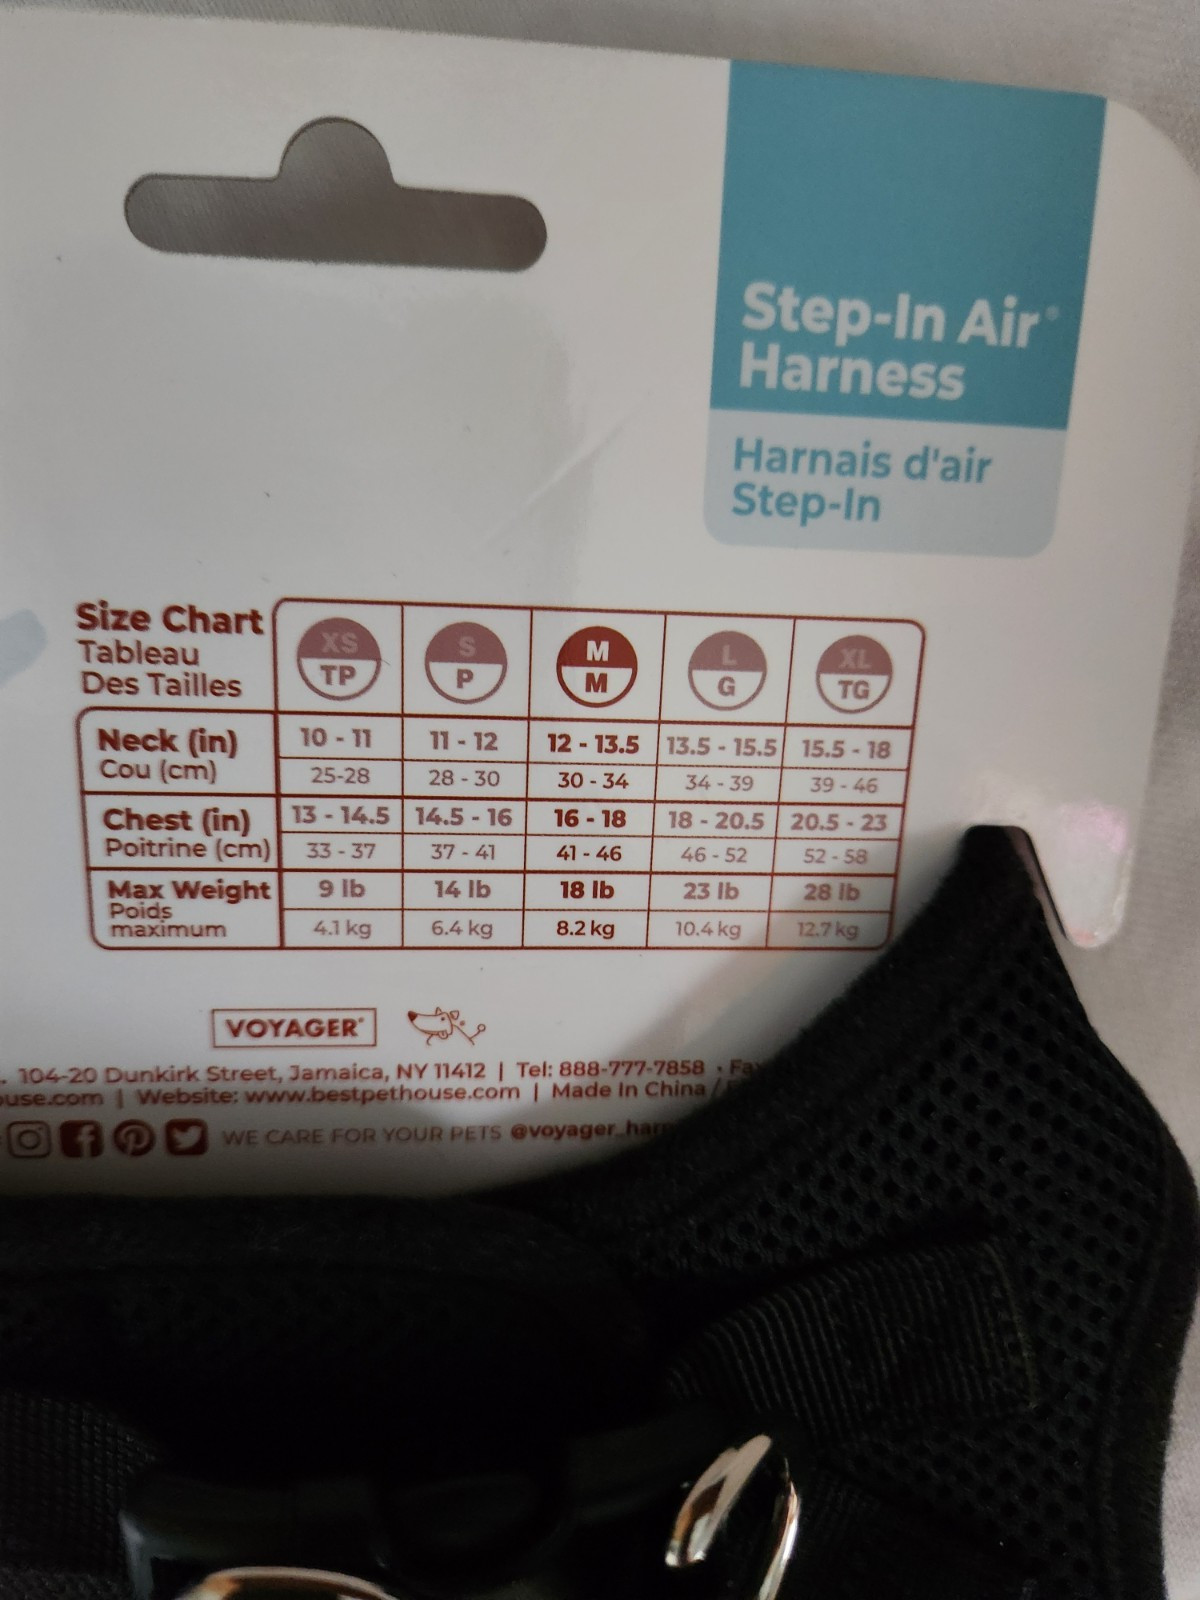 Step-In Air®
Harness
Harnais d'air
Step-In
Size Chart
Tableau
Des Tailles
XS TP S P M M L G XL TG
Neck (in) 10 - 11 11 - 12 12 - 13.5 13.5 - 15.5 15.5 - 18
Cou (cm) 25-28 28 - 30 30 - 34 34 - 39 39 - 46
Chest (in) 13 - 14.5 14.5 - 16 16 - 18 18 - 20.5 20.5 - 23
Poitrine (cm) 33 - 37 37 - 41 41 - 46 46 - 52 52 - 58
Max Weight 9 lb 14 lb 18 lb 23 lb 28 lb
Poids
maximum 4.1 kg 6.4 kg 8.2 kg 10.4 kg 12.7 kg
VOYAGER®
. 104-20 Dunkirk Street, Jamaica, NY 11412 | Tel: 888-777-7858 • Fa
ouse.com | Website: www.bestpethouse.com | Made In China /
WE CARE FOR YOUR PETS @voyager_har